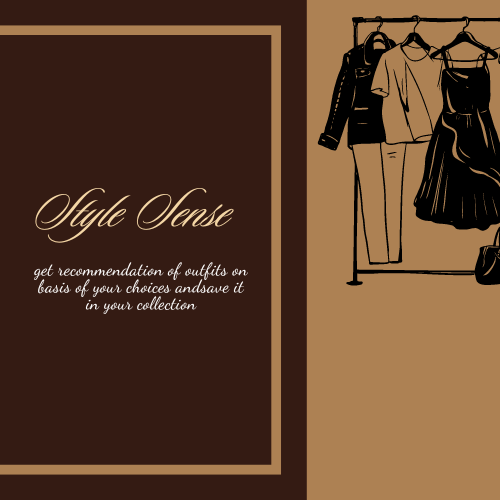 Style Sense
get recommendation of outfits on
basis of your choices andsave it
in your collection